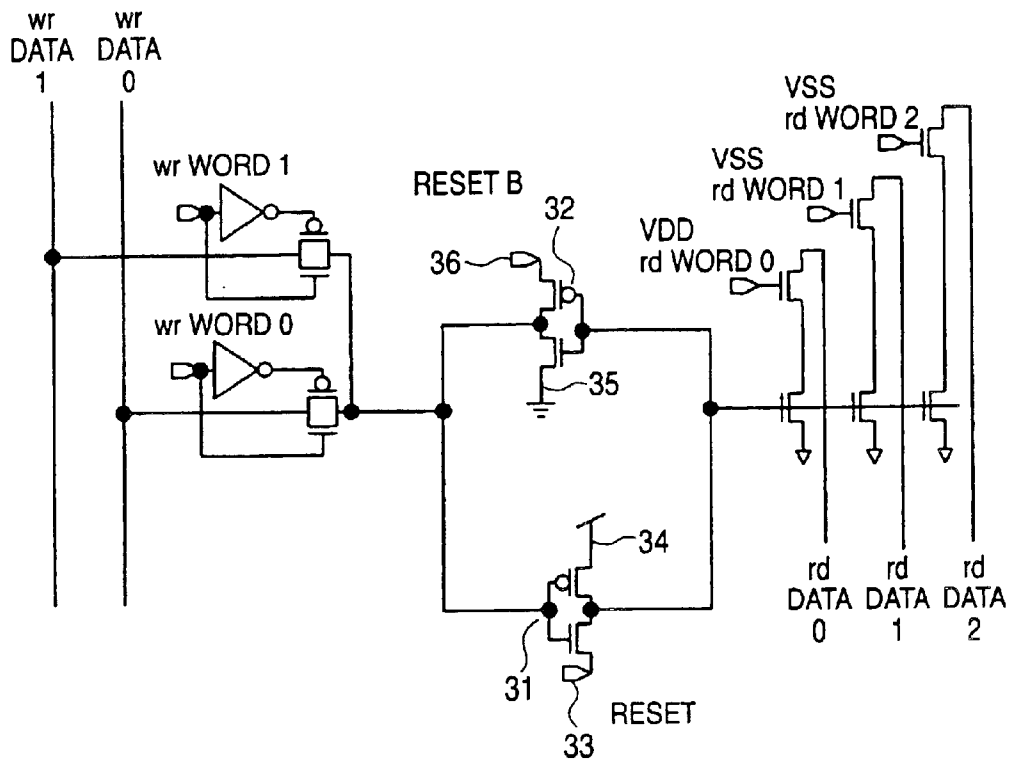 wr
DATA
1
wr
DATA
0
wr WORD 1
wr WORD 0
RESET B
32
36
35
VSS
rd WORD 2
VSS
rd WORD 1
VDD
rd WORD 0
34
31
33
RESET
rd
DATA
0
rd
DATA
1
rd
DATA
2